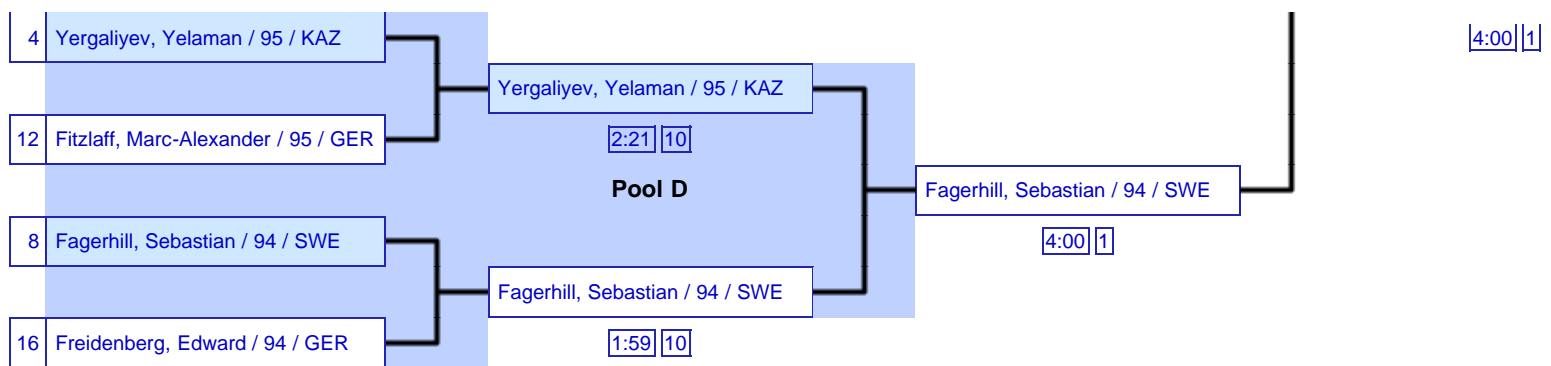 4 Yergaliyev, Yelaman / 95 / KAZ
4:00 1
Yergaliyev, Yelaman / 95 / KAZ
12 Fitzlaff, Marc-Alexander / 95 / GER
2:21 10
Pool D
Fagerhill, Sebastian / 94 / SWE
8 Fagerhill, Sebastian / 94 / SWE
4:00 1
Fagerhill, Sebastian / 94 / SWE
16 Freidenberg, Edward / 94 / GER
1:59 10